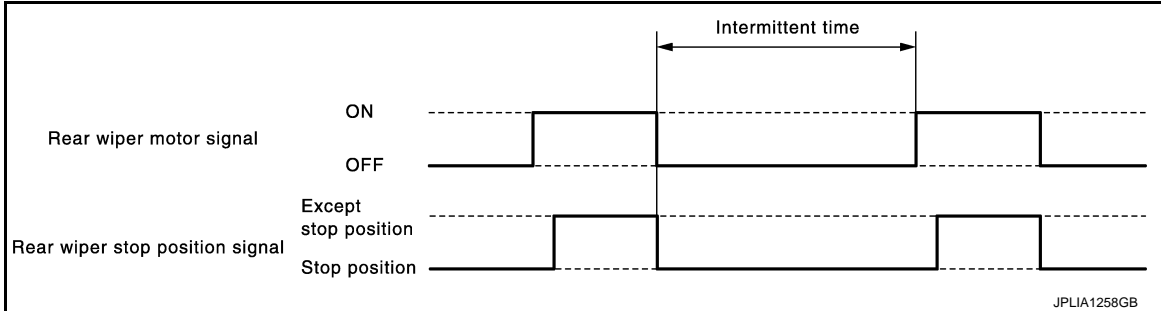 Intermittent time
ON
Rear wiper motor signal
OFF
Except
stop position
Rear wiper stop position signal
Stop position
JPLIA1258GB